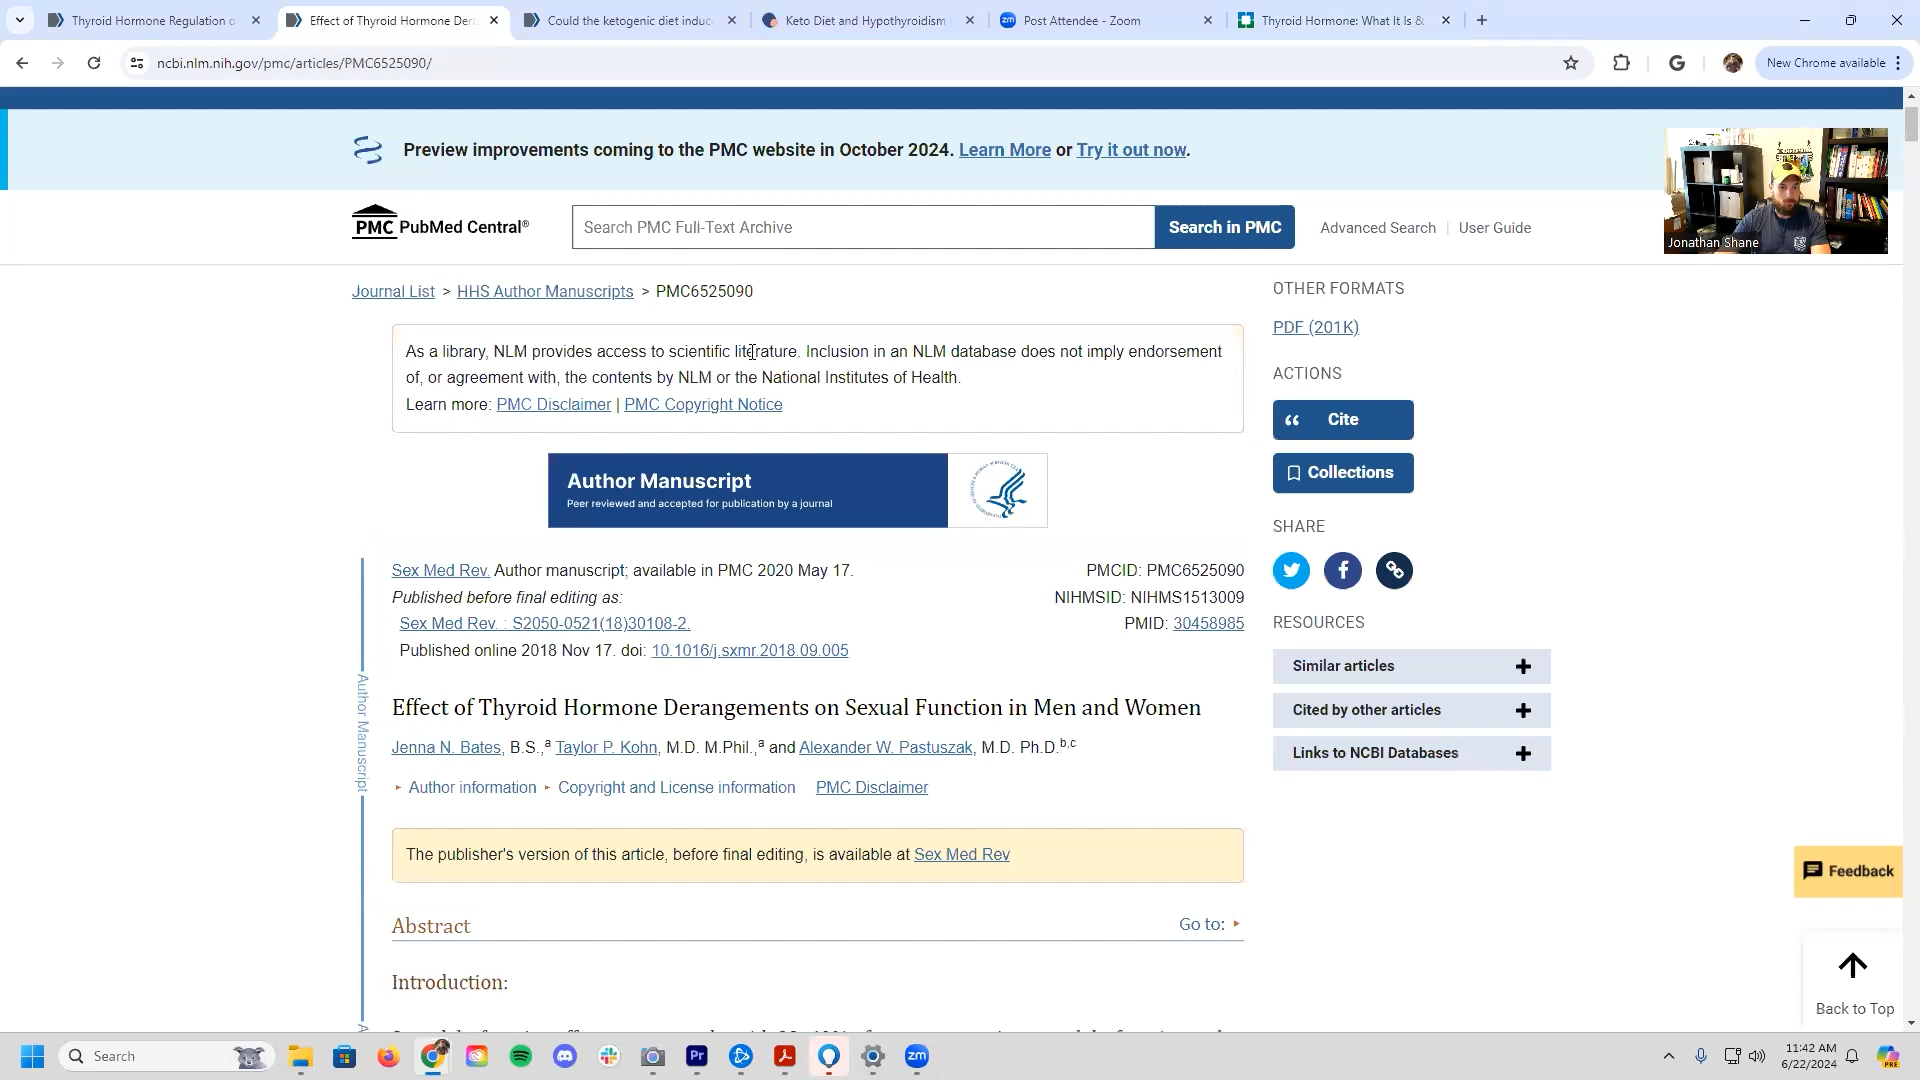 Thyroid Hormone Regulation o
Effect of Thyroid Hormone Dera
Could the ketogenic diet induc
Keto Diet and Hypothyroidism
Post Attendee - Zoom
Thyroid Hormone: What It Is &
ncbi.nlm.nih.gov/pmc/articles/PMC6525090/
New Chrome available
Preview improvements coming to the PMC website in October 2024. Learn More or Try it out now.
PMC PubMed Central®
Search PMC Full-Text Archive
Search in PMC
Advanced Search
User Guide
Jonathan Shane
Journal List > HHS Author Manuscripts > PMC6525090
As a library, NLM provides access to scientific literature. Inclusion in an NLM database does not imply endorsement
of, or agreement with, the contents by NLM or the National Institutes of Health.
Learn more: PMC Disclaimer | PMC Copyright Notice
Author Manuscript
Peer reviewed and accepted for publication by a journal
Sex Med Rev. Author manuscript; available in PMC 2020 May 17.
Published before final editing as:
Sex Med Rev. : S2050-0521(18)30108-2.
Published online 2018 Nov 17. doi: 10.1016/j.sxmr.2018.09.005
PMCID: PMC6525090
NIHMSID: NIHMS1513009
PMID: 30458985
Author Manuscript
Effect of Thyroid Hormone Derangements on Sexual Function in Men and Women
Jenna N. Bates, B.S.,a Taylor P. Kohn, M.D. M.Phil.,a and Alexander W. Pastuszak, M.D. Ph.D.b,c
Author information
Copyright and License information
PMC Disclaimer
The publisher's version of this article, before final editing, is available at Sex Med Rev
Abstract
Go to:
Introduction:
OTHER FORMATS
PDF (201K)
ACTIONS
Cite
Collections
SHARE
RESOURCES
Similar articles
Cited by other articles
Links to NCBI Databases
Feedback
Back to Top
Search
Pr
zm
11:42 AM
6/22/2024
PRE